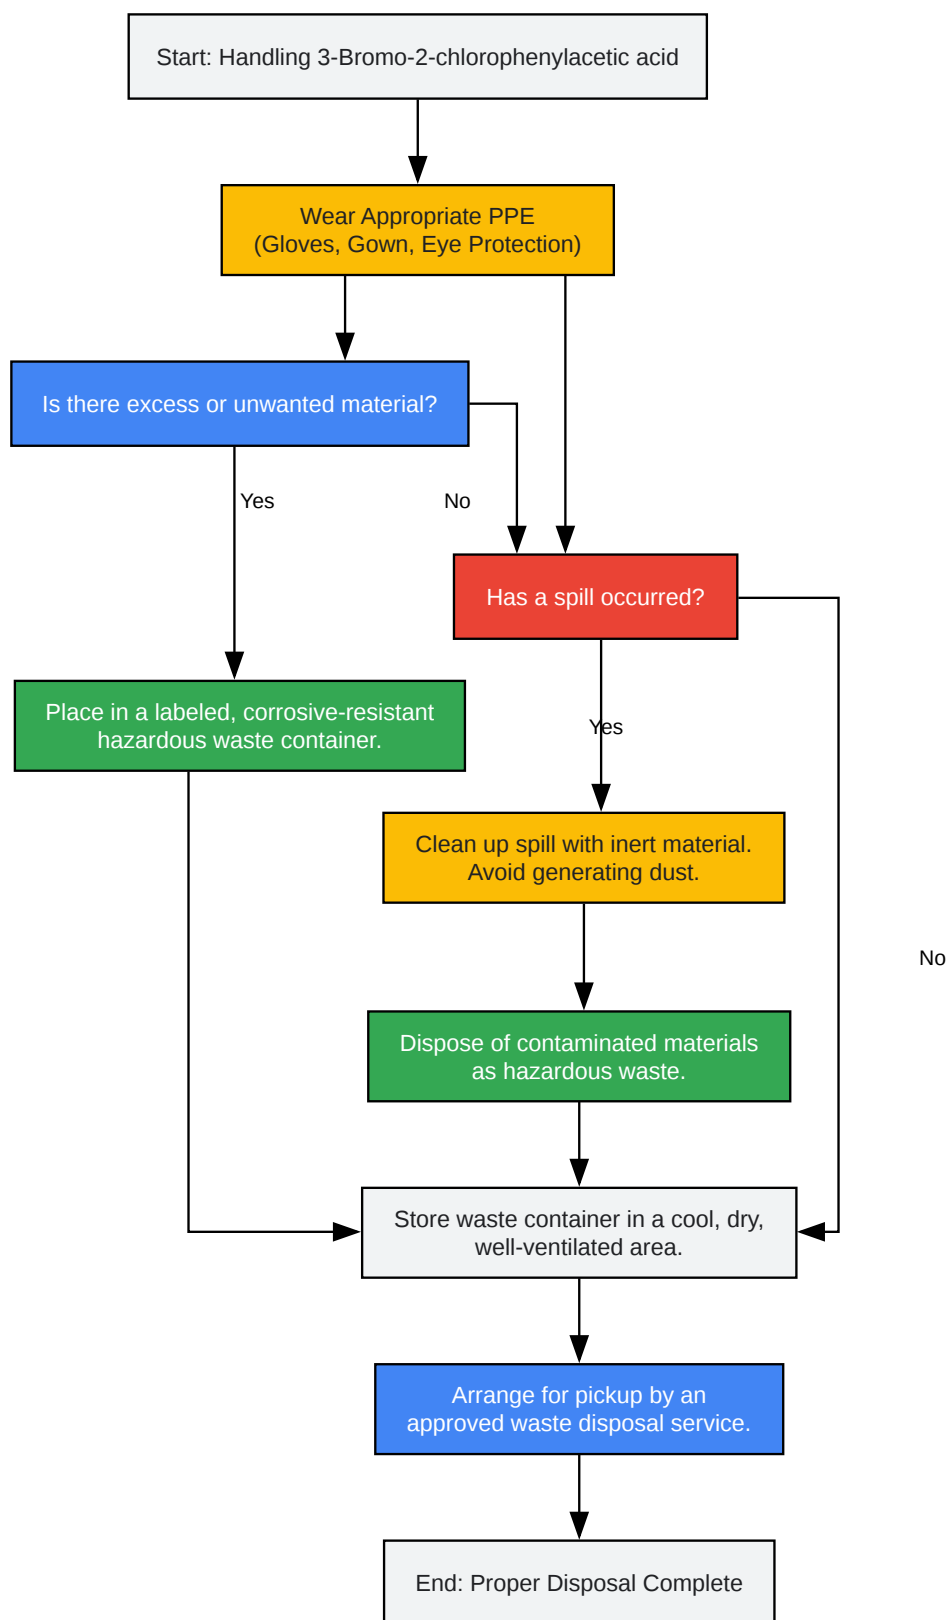 Start: Handling 3-Bromo-2-chlorophenylacetic acid
Wear Appropriate PPE
(Gloves, Gown, Eye Protection)
Is there excess or unwanted material?
Yes
No
Has a spill occurred?
Place in a labeled, corrosive-resistant
hazardous waste container.
Yes
Clean up spill with inert material.
Avoid generating dust.
No
Dispose of contaminated materials
as hazardous waste.
Store waste container in a cool, dry,
well-ventilated area.
Arrange for pickup by an
approved waste disposal service.
End: Proper Disposal Complete